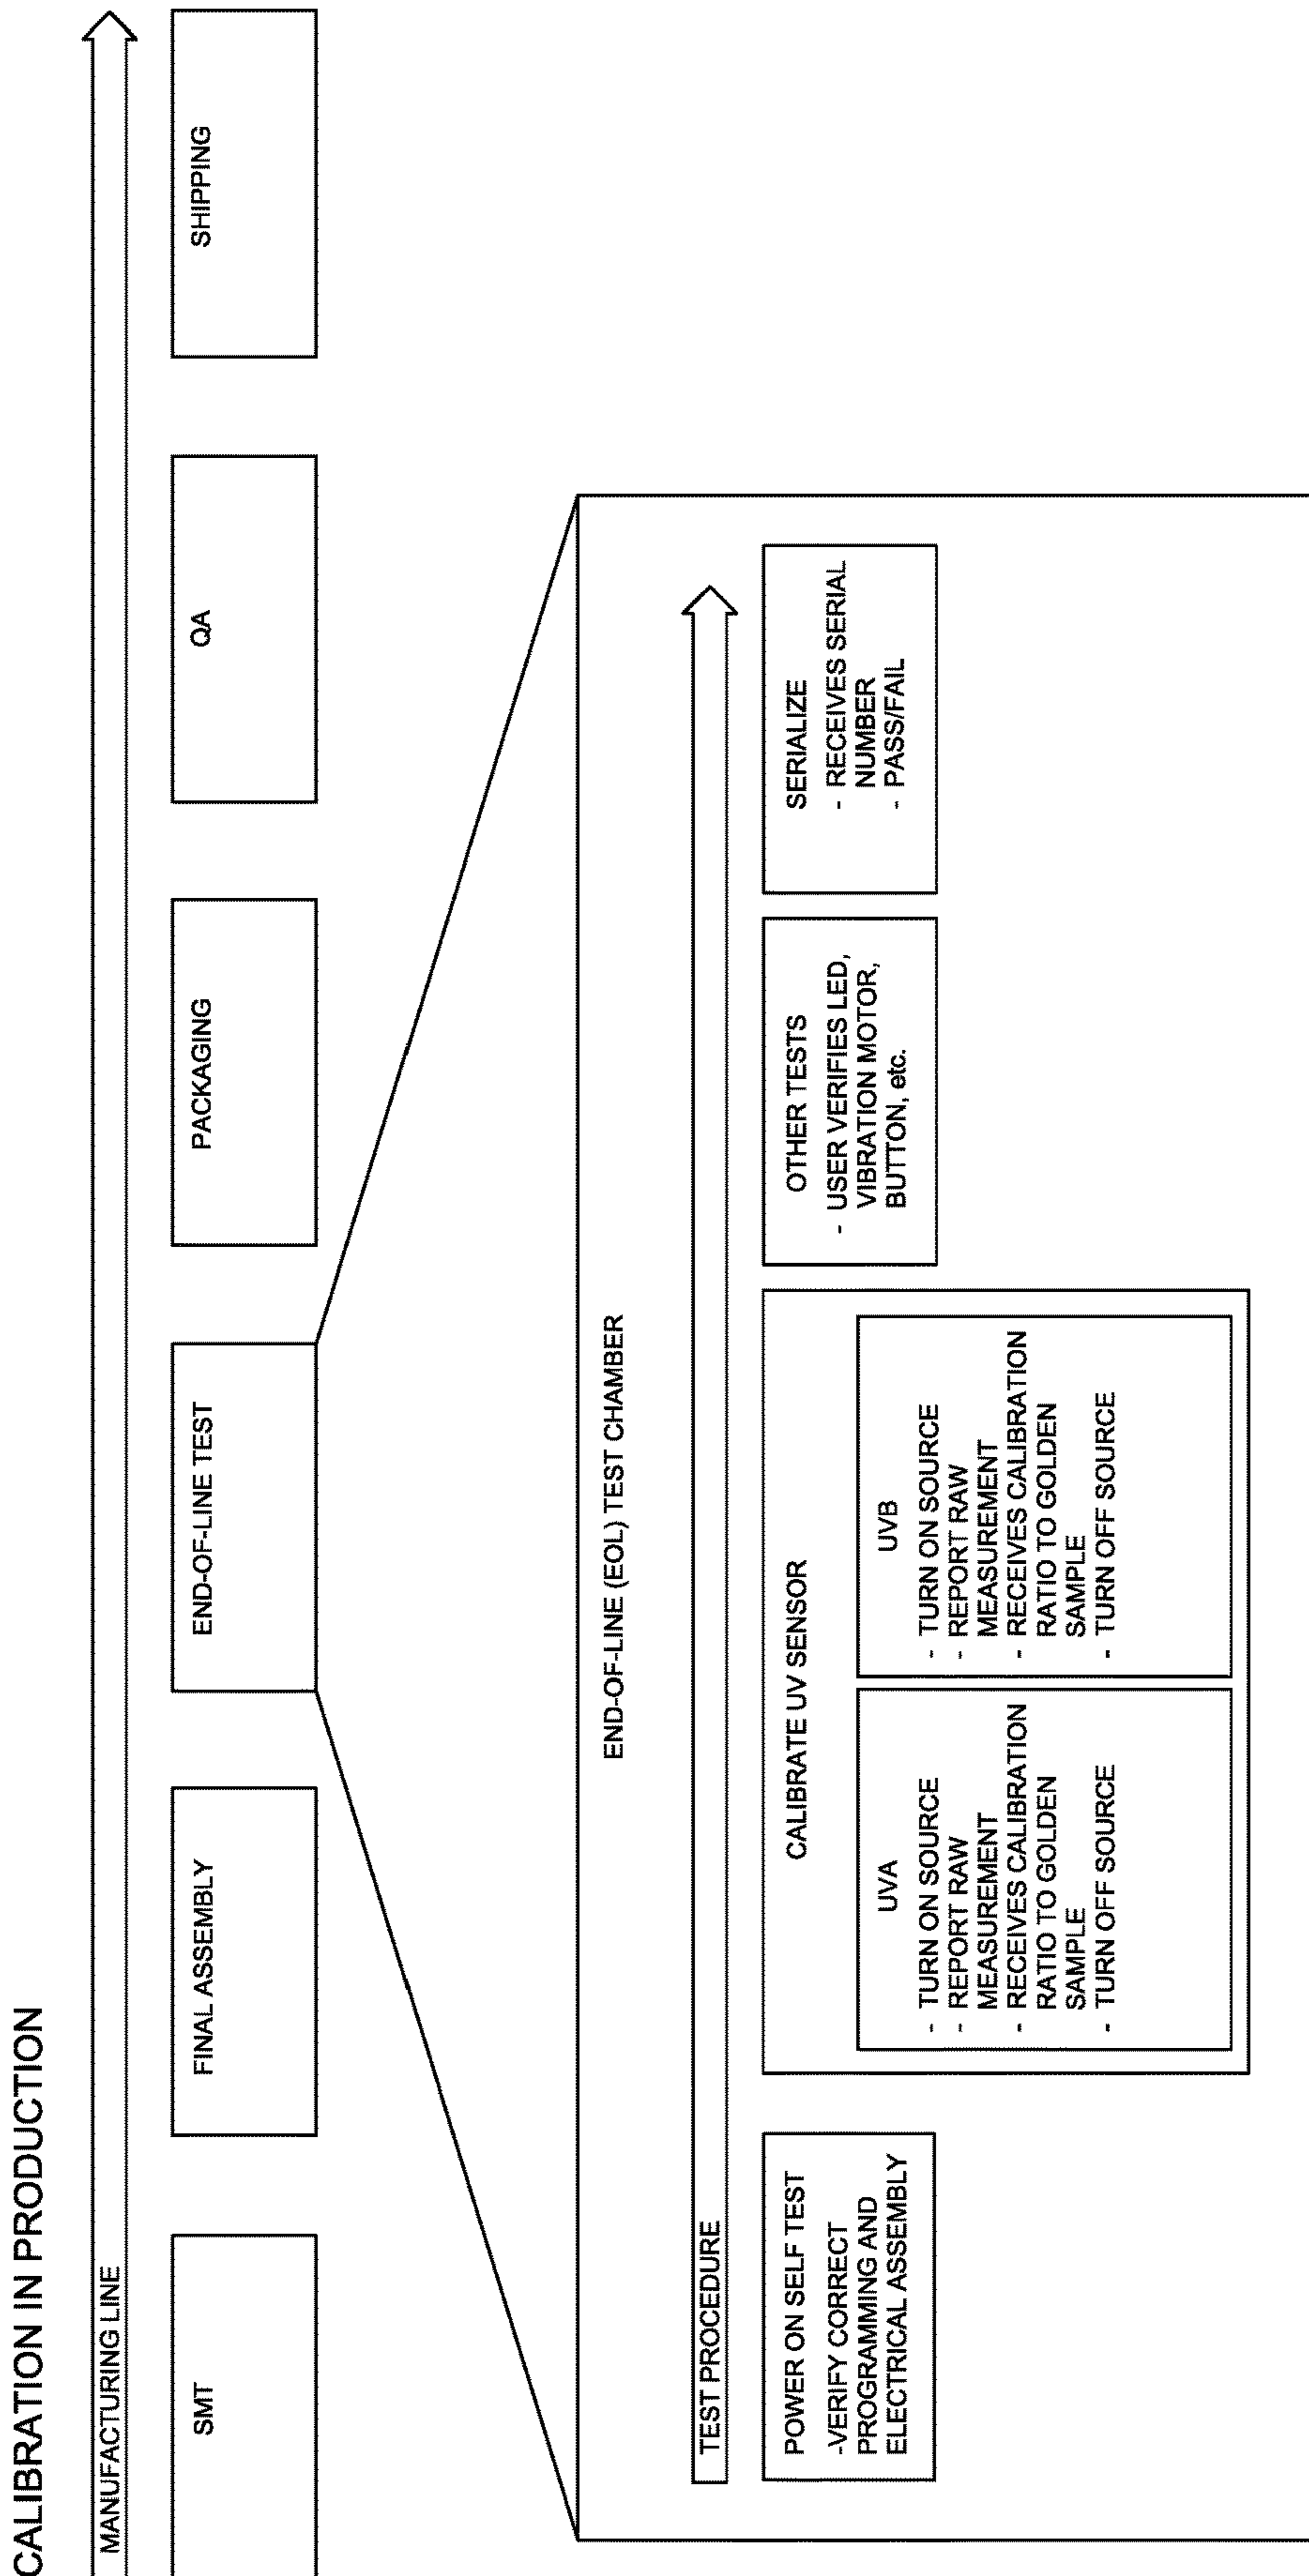 CALIBRATION IN PRODUCTION
MANUFACTURING LINE
SMT
FINAL ASSEMBLY
END-OF-LINE TEST
PACKAGING
QA
SHIPPING
END-OF-LINE (EOL) TEST CHAMBER
TEST PROCEDURE
POWER ON SELF TEST
-VERIFY CORRECT
PROGRAMMING AND
ELECTRICAL ASSEMBLY
CALIBRATE UV SENSOR
UVA
- TURN ON SOURCE
- REPORT RAW
MEASUREMENT
- RECEIVES CALIBRATION
RATIO TO GOLDEN
SAMPLE
- TURN OFF SOURCE
UVB
- TURN ON SOURCE
- REPORT RAW
MEASUREMENT
- RECEIVES CALIBRATION
RATIO TO GOLDEN
SAMPLE
- TURN OFF SOURCE
OTHER TESTS
- USER VERIFIES LED,
VIBRATION MOTOR,
BUTTON, etc.
SERIALIZE
- RECEIVES SERIAL
NUMBER
- PASS/FAIL